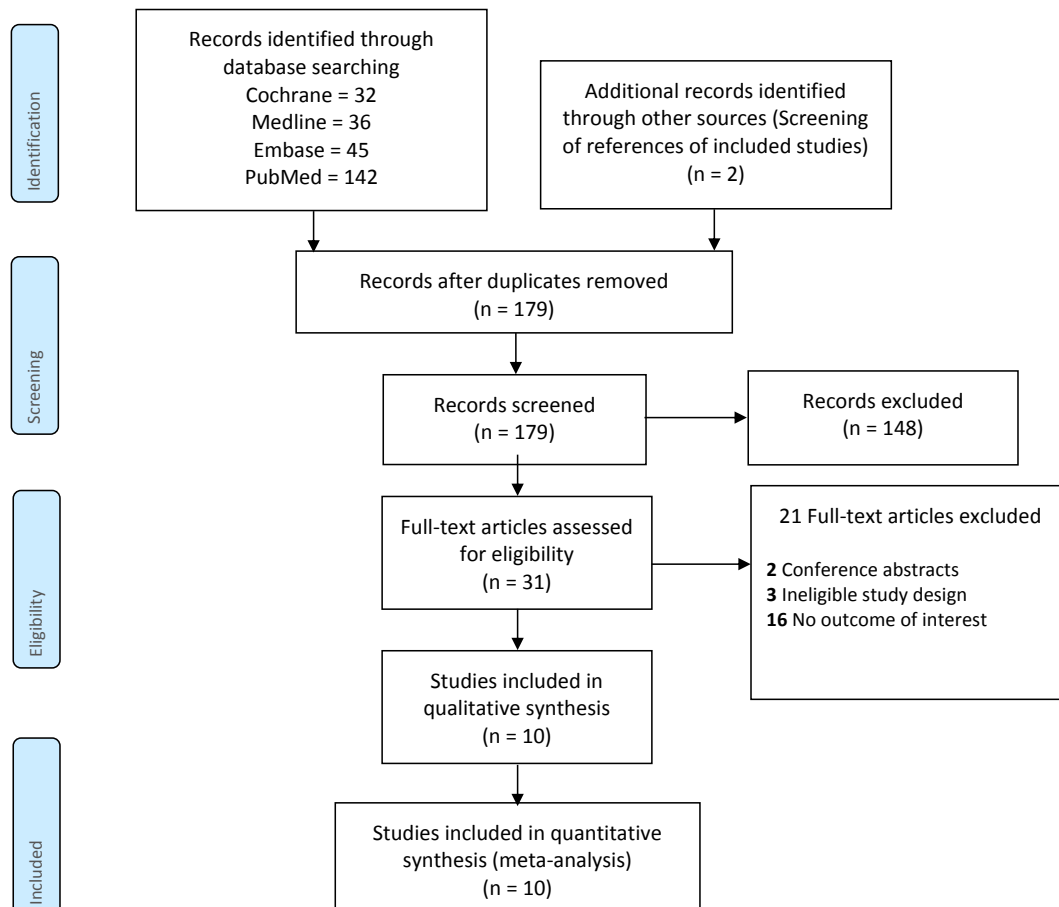 Identification
Records identified through
database searching
Cochrane = 32
Medline = 36
Embase = 45
PubMed = 142
Additional records identified
through other sources (Screening
of references of included studies)
(n = 2)
Screening
Records after duplicates removed
(n = 179)
Records screened
(n = 179)
Records excluded
(n = 148)
Eligibility
Full-text articles assessed
for eligibility
(n = 31)
21 Full-text articles excluded
2 Conference abstracts
3 Ineligible study design
16 No outcome of interest
Studies included in
qualitative synthesis
(n = 10)
Included
Studies included in quantitative
synthesis (meta-analysis)
(n = 10)